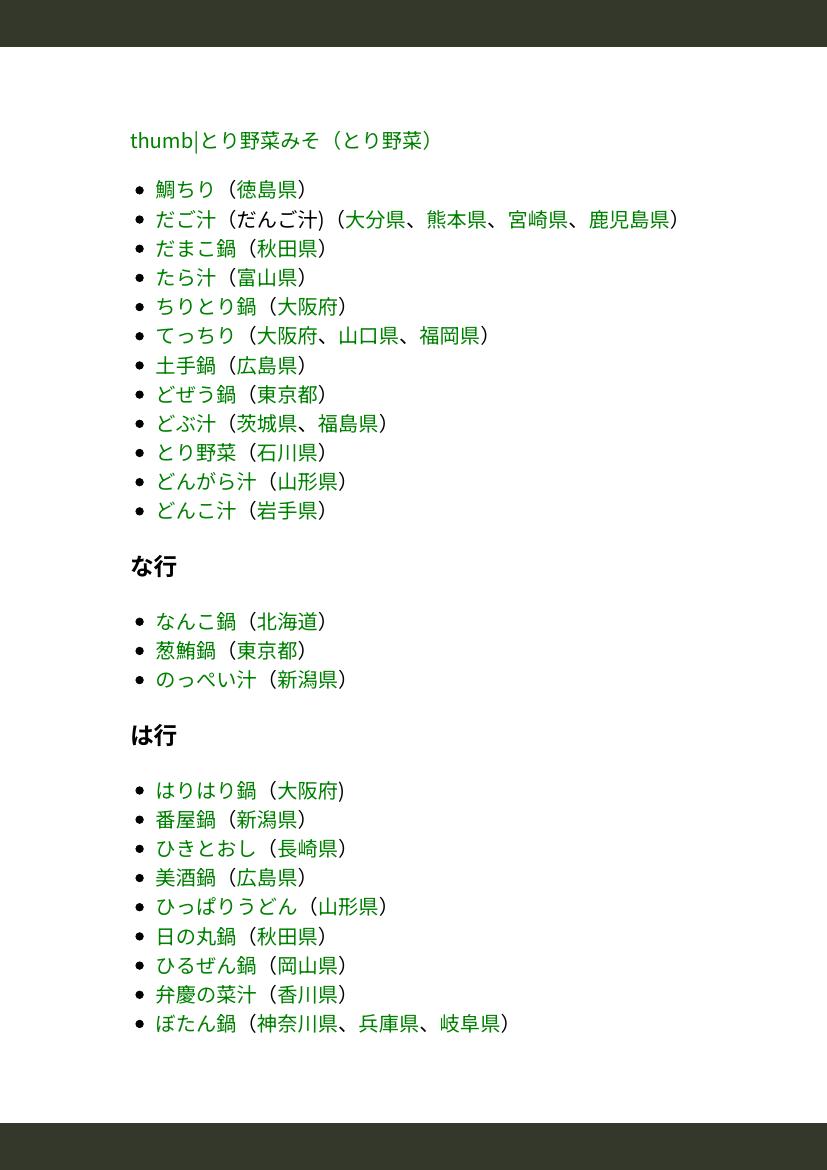 thumb|とり野菜みそ（とり野菜）
鯛ちり（徳島県）
だご汁（だんご汁)（大分県、熊本県、宮崎県、鹿児島県）
だまこ鍋（秋田県）
たら汁（富山県）
ちりとり鍋（大阪府）
てっちり（大阪府、山口県、福岡県）
土手鍋（広島県）
どぜう鍋（東京都）
どぶ汁（茨城県、福島県）
とり野菜（石川県）
どんがら汁（山形県）
どんこ汁（岩手県）
な行
なんこ鍋（北海道）
葱鮪鍋（東京都）
のっぺい汁（新潟県）
は行
はりはり鍋（大阪府)
番屋鍋（新潟県）
ひきとおし（長崎県）
美酒鍋（広島県）
ひっぱりうどん（山形県）
日の丸鍋（秋田県）
ひるぜん鍋（岡山県）
弁慶の菜汁（香川県）
ぼたん鍋（神奈川県、兵庫県、岐阜県）